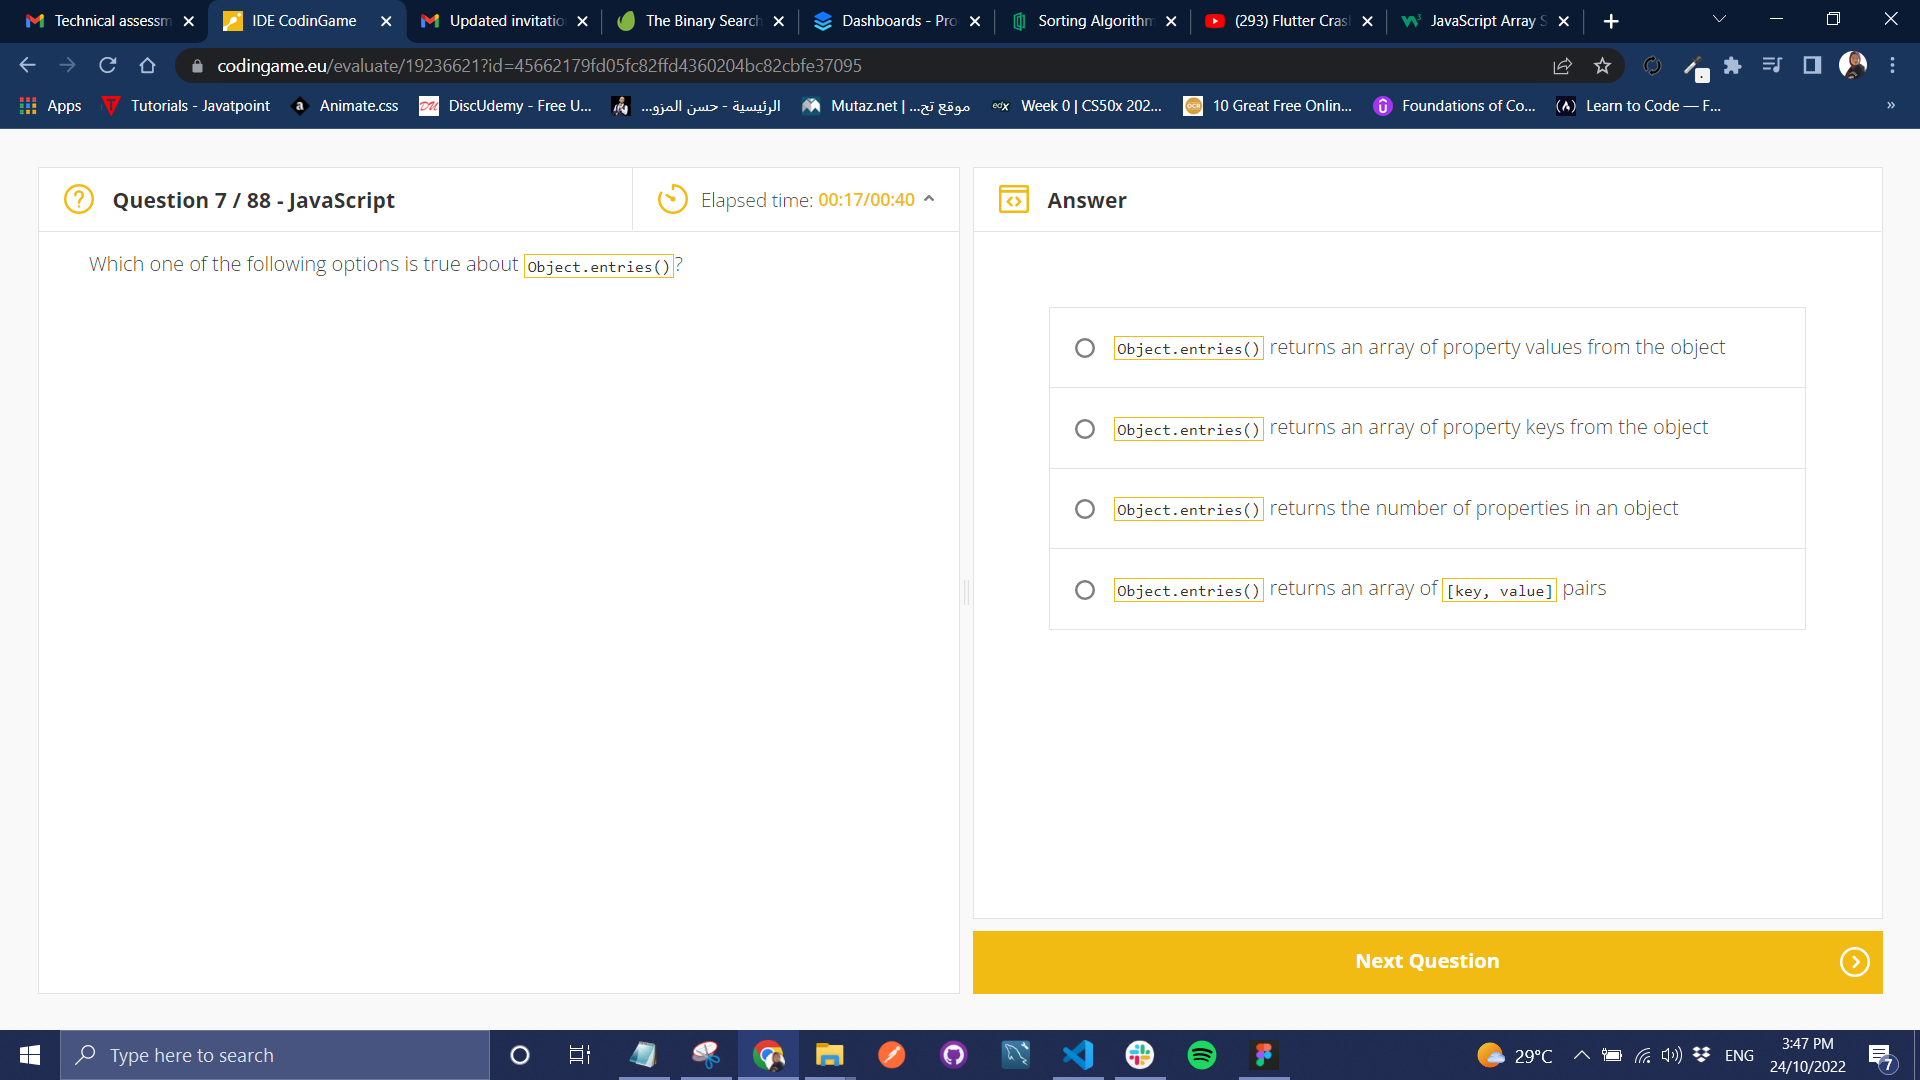 Technical assessm
IDE CodinGame
Updated invitatio
The Binary Search
Dashboards - Pro
Sorting Algorithm
(293) Flutter Cras
JavaScript Array S
codingame.eu/evaluate/19236621?id=45662179fd05fc82ffd4360204bc82cbfe37095
Apps
Tutorials - Javatpoint
Animate.css
DiscUdemy - Free U...
الرئيسية - حسن المزو...
Mutaz.net | موقع تح...
Week 0 | CS50x 202...
10 Great Free Onlin...
Foundations of Co...
Learn to Code — F...
»
Question 7 / 88 - JavaScript
Elapsed time: 00:17/00:40
Answer
Which one of the following options is true about Object.entries()?
Object.entries() returns an array of property values from the object
Object.entries() returns an array of property keys from the object
Object.entries() returns the number of properties in an object
Object.entries() returns an array of [key, value] pairs
Next Question
Type here to search
29°C
ENG
3:47 PM
24/10/2022
7